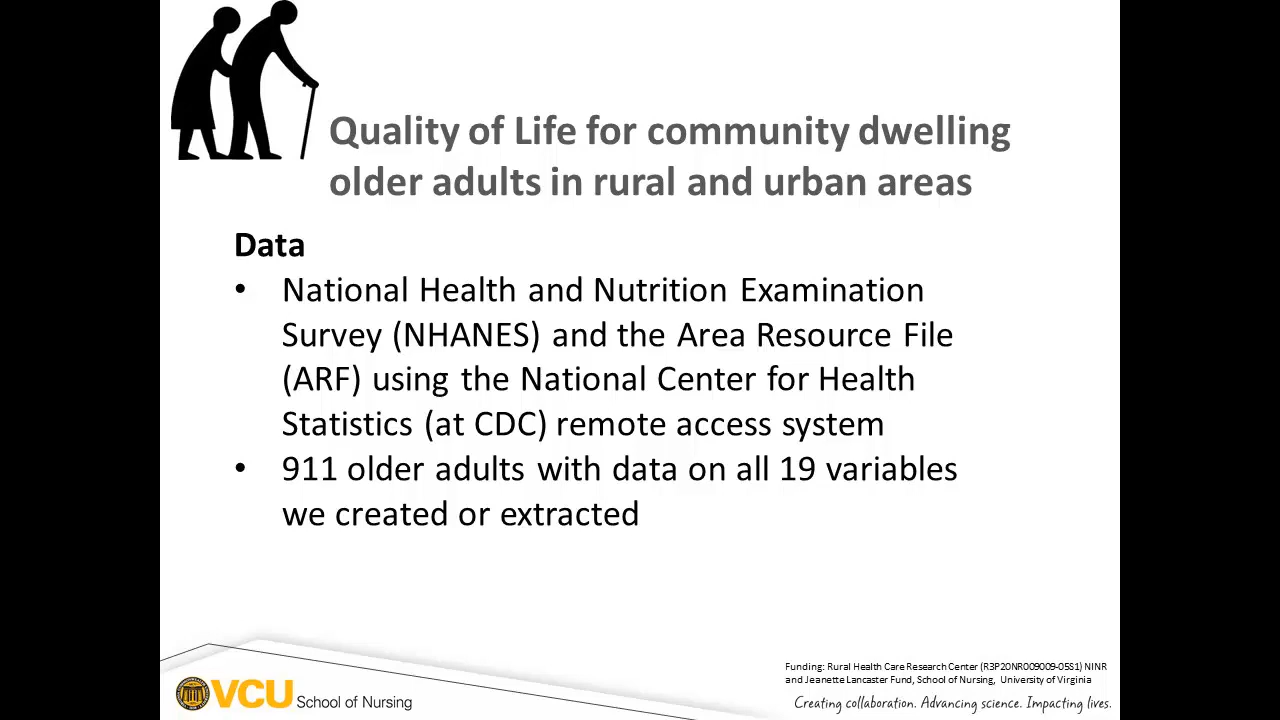 Quality of Life for community dwelling
older adults in rural and urban areas
Data
• National Health and Nutrition Examination
Survey (NHANES) and the Area Resource File
(ARF) using the National Center for Health
Statistics (at CDC) remote access system
• 911 older adults with data on all 19 variables
we created or extracted
Funding: Rural Health Care Research Center (R3P20NR009009-05S1) NINR
and Jeanette Lancaster Fund, School of Nursing, University of Virginia
VCU School of Nursing
Creating collaboration. Advancing science. Impacting lives.